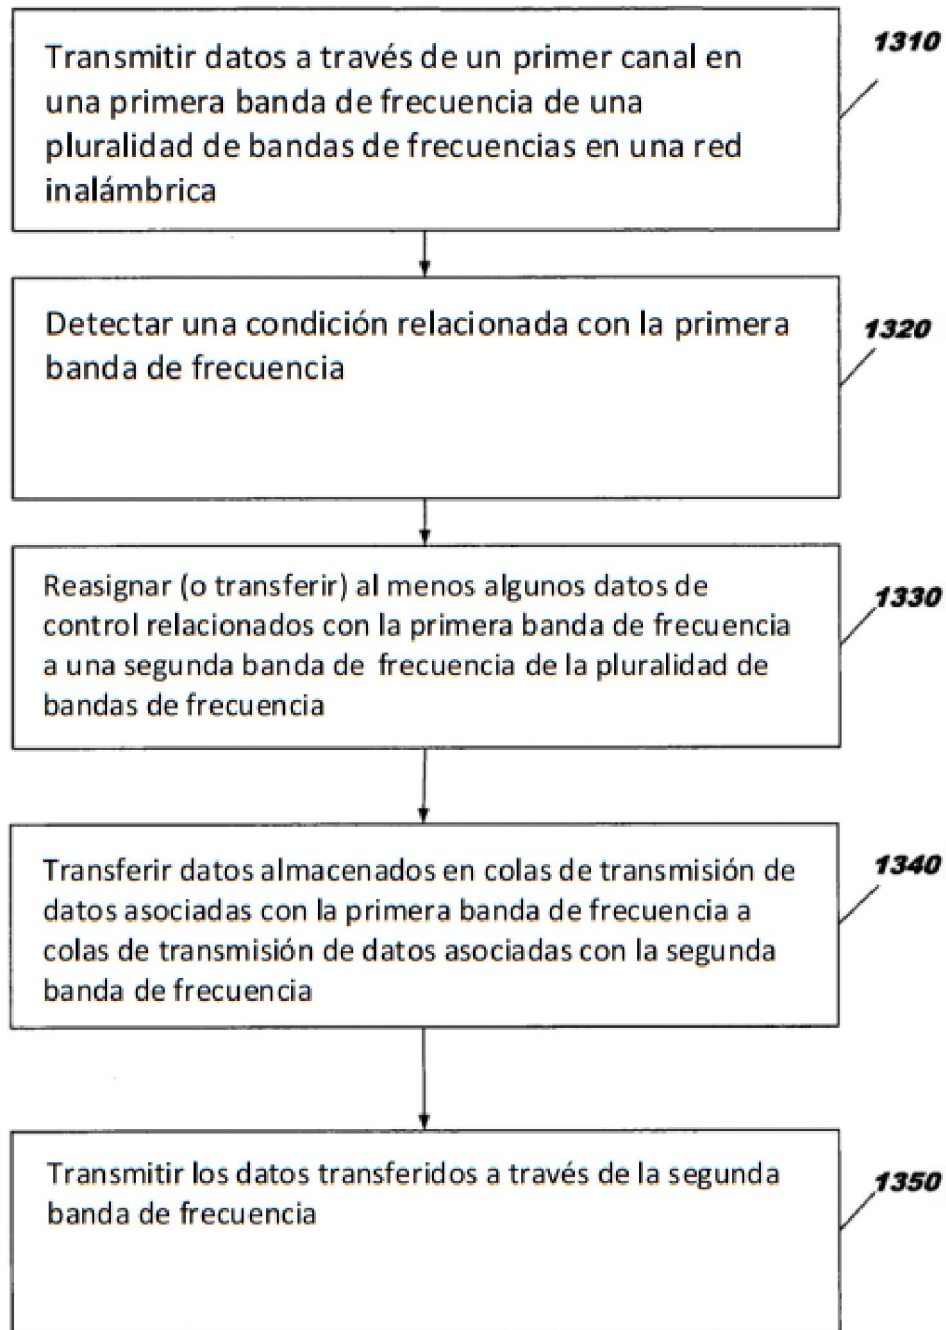 Transmitir datos a través de un primer canal en
1310
una primera banda de frecuencia de una
pluralidad de bandas de frecuencias en una red
inalámbrica
Detectar una condición relacionada con la primera
1320
banda de frecuencia
Reasignar (o transferir) al menos algunos datos de
1330
control relacionados con la primera banda de frecuencia
a una segunda banda de frecuencia de la pluralidad de
bandas de frecuencia
Transferir datos almacenados en colas de transmisión de
1340
datos asociadas con la primera banda de frecuencia a
colas de transmisión de datos asociadas con la segunda
banda de frecuencia
Transmitir los datos transferidos a través de la segunda
1350
banda de frecuencia